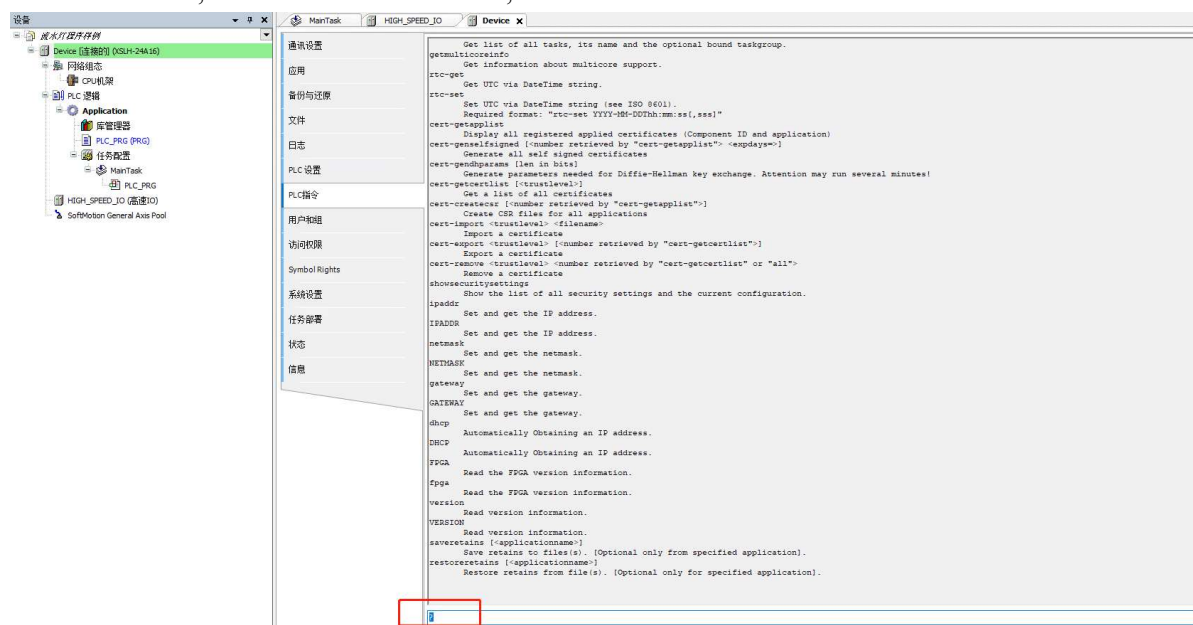 设备
MainTask
HIGH_SPEED_IO
Device
流水灯程序样例
Device [连接的] (XSLH-24A16)
网络组态
CPU机架
PLC 逻辑
Application
库管理器
PLC_PRG (PRG)
任务配置
MainTask
PLC_PRG
HIGH_SPEED_IO (高速IO)
SoftMotion General Axis Pool
通讯设置
应用
备份与还原
文件
日志
PLC 设置
PLC指令
用户和组
访问权限
Symbol Rights
系统设置
任务部署
状态
信息
Get list of all tasks, its name and the optional bound taskgroup.
getmulticoreinfo
Get information about multicore support.
rtc-get
Get UTC via DateTime string.
rtc-set
Set UTC via DateTime string (see ISO 8601).
Required format: "rtc-set YYYY-MM-DDThh:mm:ss[,sss]"
cert-getapplist
Display all registered applied certificates (Component ID and application)
cert-genselfsigned [<number retrieved by "cert-getapplist"> <expdays=>]
Generate all self signed certificates
cert-gendhparams [len in bits]
Generate parameters needed for Diffie-Hellman key exchange. Attention may run several minutes!
cert-getcertlist [<trustlevel>]
Get a list of all certificates
cert-createcsr [<number retrieved by "cert-getapplist">]
Create CSR files for all applications
cert-import <trustlevel> <filename>
Import a certificate
cert-export <trustlevel> [<number retrieved by "cert-getcertlist">]
Export a certificate
cert-remove <trustlevel> <number retrieved by "cert-getcertlist" or "all">
Remove a certificate
showsecuritysettings
Show the list of all security settings and the current configuration.
ipaddr
Set and get the IP address.
IPADDR
Set and get the IP address.
netmask
Set and get the netmask.
NETMASK
Set and get the netmask.
gateway
Set and get the gateway.
GATEWAY
Set and get the gateway.
dhcp
Automatically Obtaining an IP address.
DHCP
Automatically Obtaining an IP address.
FPGA
Read the FPGA version information.
fpga
Read the FPGA version information.
version
Read version information.
VERSION
Read version information.
saveretains [<applicationname>]
Save retains to files(s). [Optional only from specified application].
restoreretains [<applicationname>]
Restore retains from file(s). [Optional only for specified application].
?